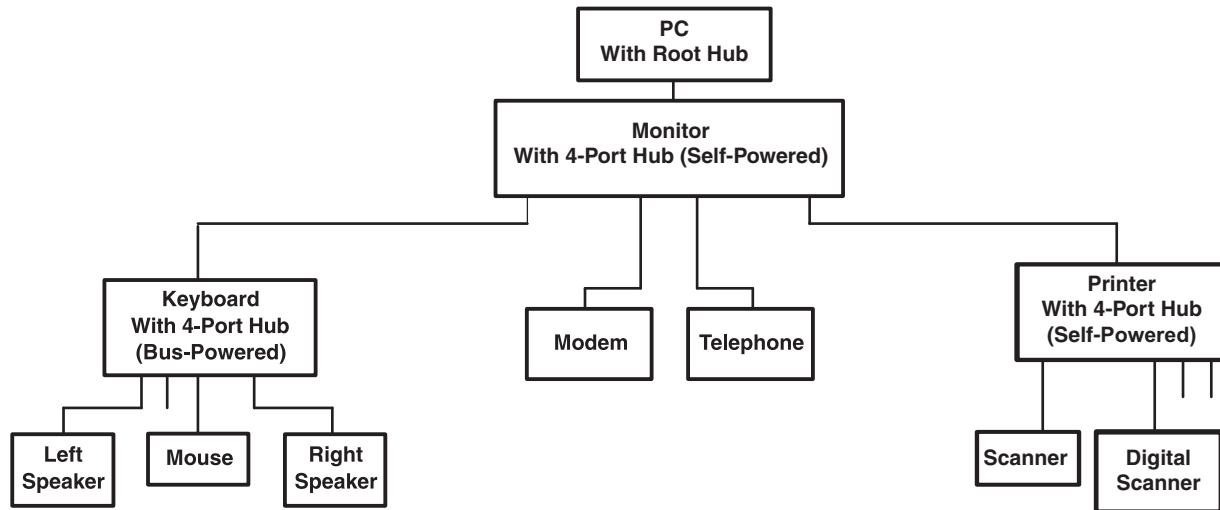 PC
With Root Hub
Monitor
With 4-Port Hub (Self-Powered)
Keyboard
With 4-Port Hub
(Bus-Powered)
Modem
Telephone
Printer
With 4-Port Hub
(Self-Powered)
Left
Speaker
Mouse
Right
Speaker
Scanner
Digital
Scanner